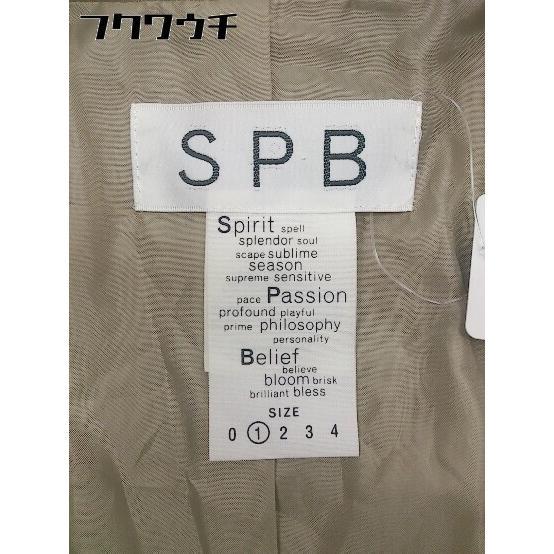 フクワウチ
SPB
Spirit spell
splendor soul
scape sublime
season
supreme sensitive
pace Passion
profound playful
prime philosophy
personality
Belief
believe
bloom brisk
brilliant bless
SIZE
0 1 2 3 4